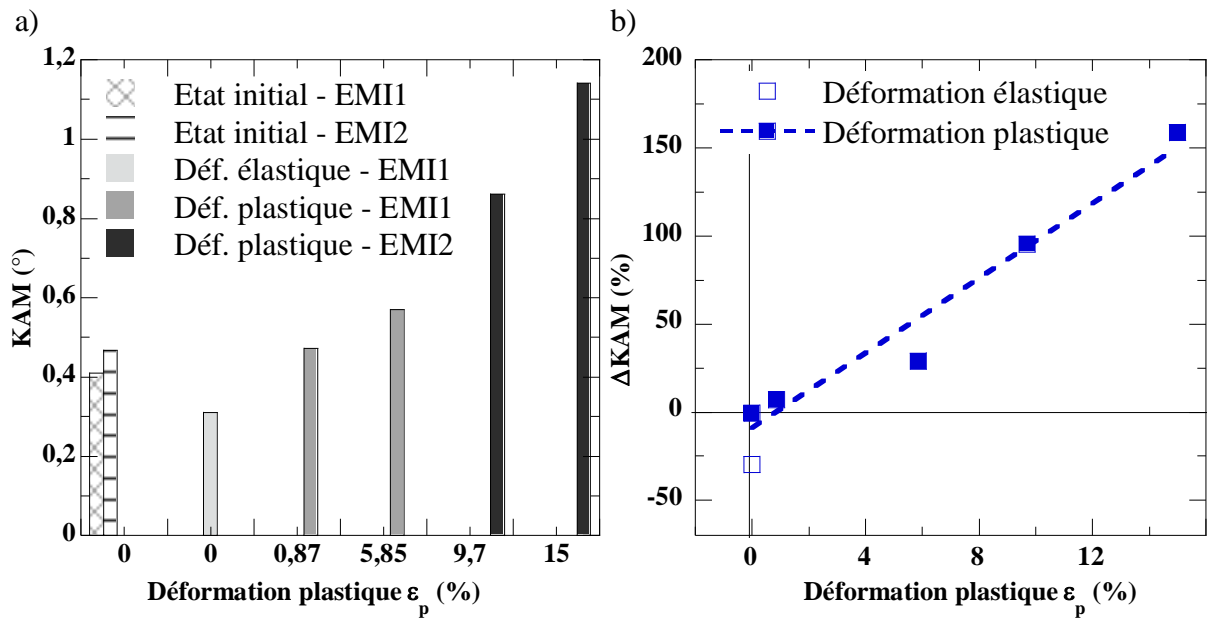 a)
1,2
1
0,8
0,6
0,4
0,2
0
KAM (°)
Etat initial - EMI1
Etat initial - EMI2
Déf. élastique - EMI1
Déf. plastique - EMI1
Déf. plastique - EMI2
0 0 0,87 5,85 9,7 15
Déformation plastique εp (%)
b)
200
150
100
50
0
-50
ΔKAM (%)
Déformation élastique
Déformation plastique
0 4 8 12
Déformation plastique εp (%)